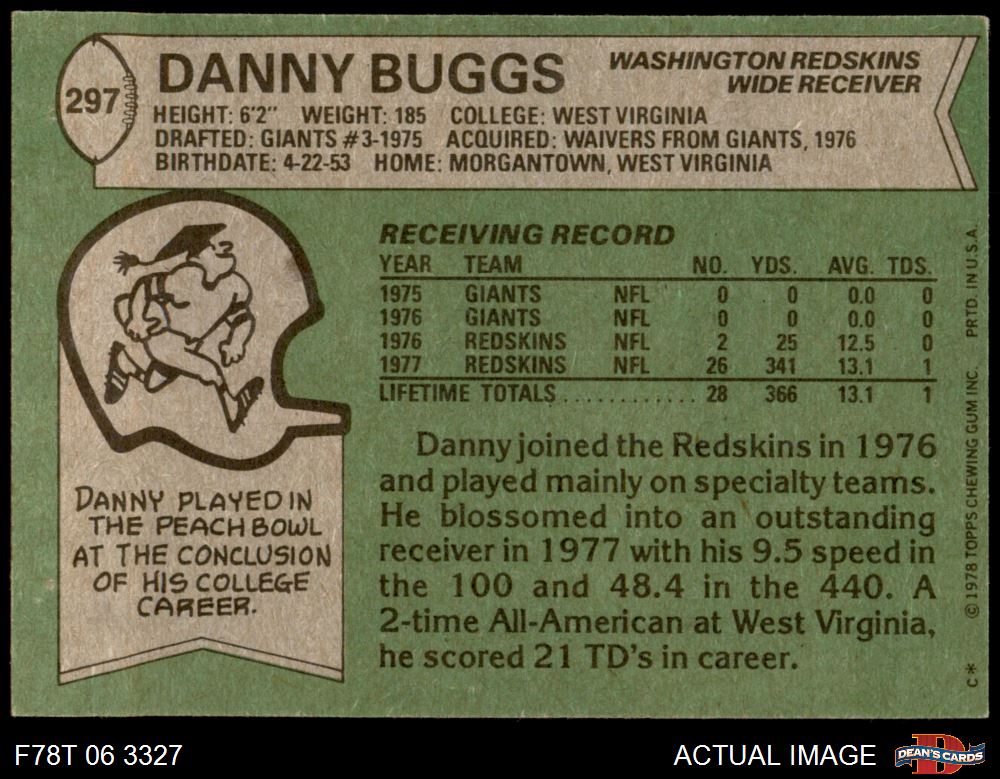 297
DANNY BUGGS
WASHINGTON REDSKINS
WIDE RECEIVER
HEIGHT: 6'2" WEIGHT: 185 COLLEGE: WEST VIRGINIA
DRAFTED: GIANTS #3-1975 ACQUIRED: WAIVERS FROM GIANTS, 1976
BIRTHDATE: 4-22-53 HOME: MORGANTOWN, WEST VIRGINIA
RECEIVING RECORD
YEAR TEAM NO. YDS. AVG. TDS.
1975 GIANTS NFL 0 0 0.0 0
1976 GIANTS NFL 0 0 0.0 0
1976 REDSKINS NFL 2 25 12.5 0
1977 REDSKINS NFL 26 341 13.1 1
LIFETIME TOTALS............ 28 366 13.1 1
DANNY PLAYED IN
THE PEACH BOWL
AT THE CONCLUSION
OF HIS COLLEGE
CAREER.
Danny joined the Redskins in 1976
and played mainly on specialty teams.
He blossomed into an outstanding
receiver in 1977 with his 9.5 speed in
the 100 and 48.4 in the 440. A
2-time All-American at West Virginia,
he scored 21 TD's in career.
C* © 1978 TOPPS CHEWING GUM INC. PRTD. IN U.S.A.
F78T 06 3327
ACTUAL IMAGE
DEAN'S CARDS